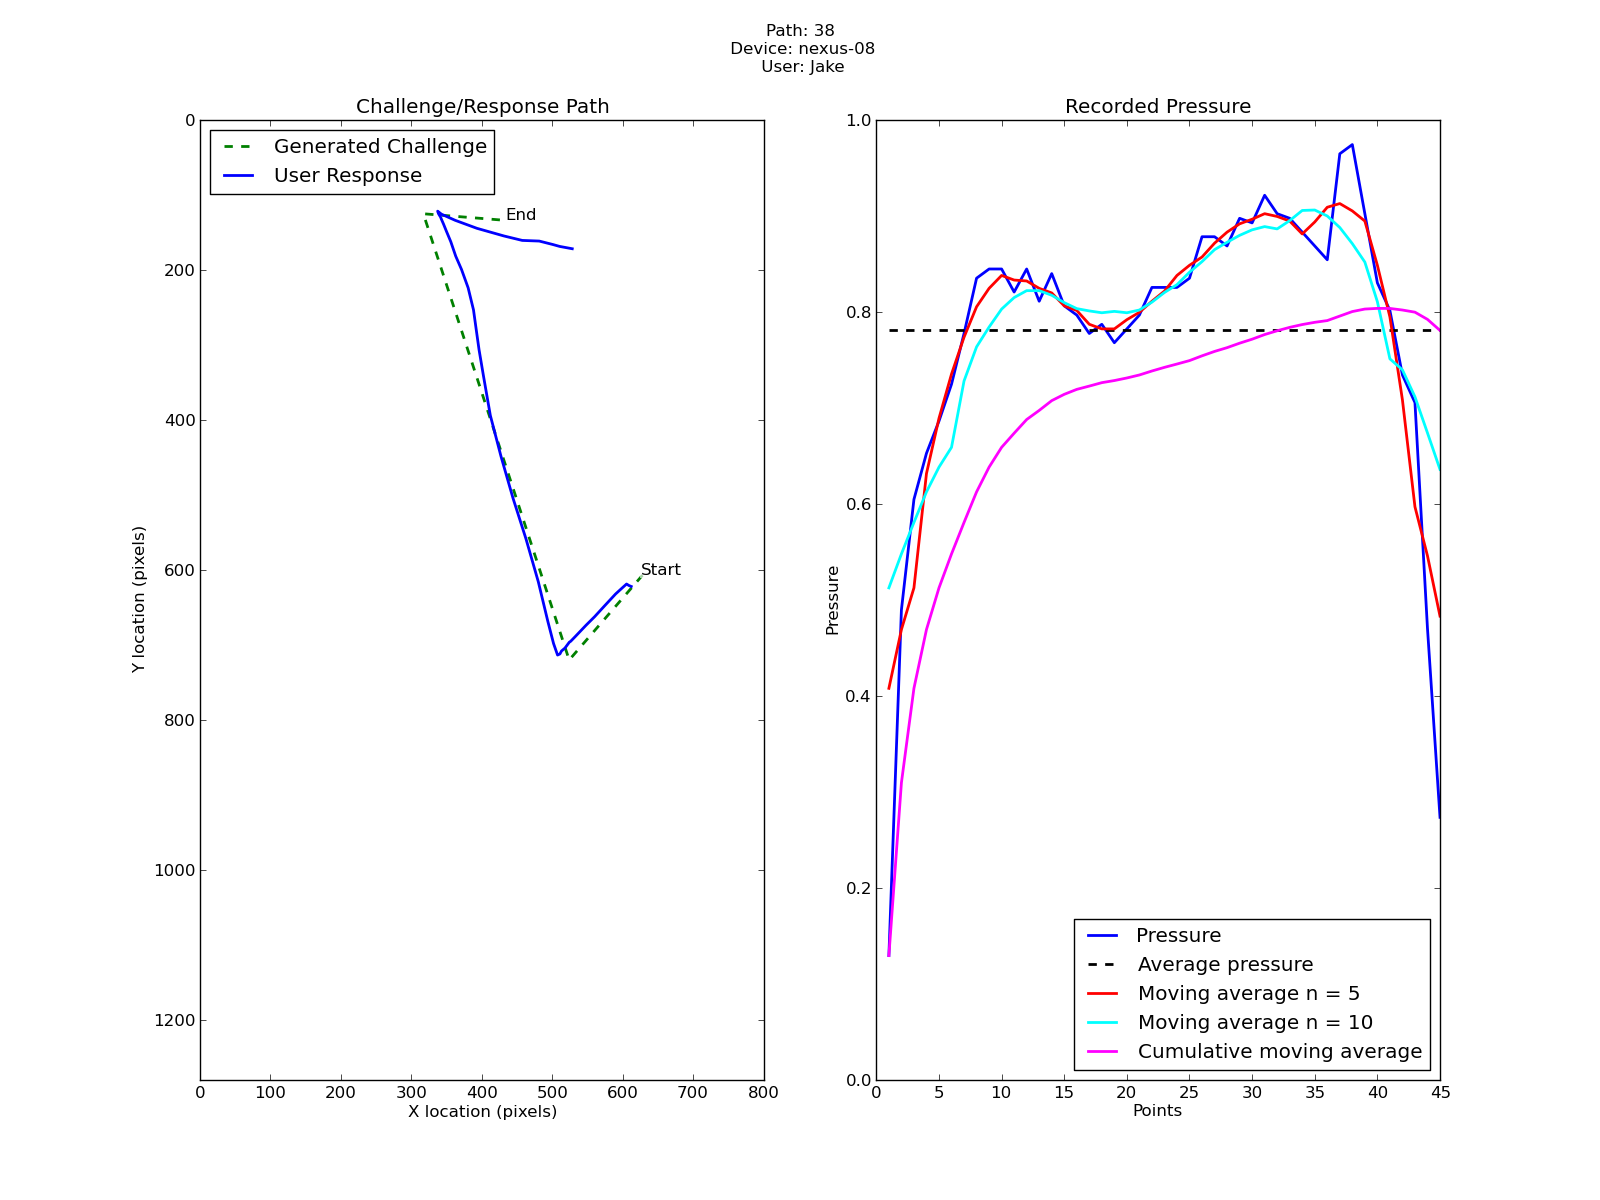 Path: 38
Device: nexus-08
User: Jake
Challenge/Response Path
Generated Challenge
User Response
End
Start
0
200
400
600
800
1000
1200
Y location (pixels)
0 100 200 300 400 500 600 700 800
X location (pixels)
Recorded Pressure
1.0
0.8
0.6
0.4
0.2
0.0
Pressure
Pressure
Average pressure
Moving average n = 5
Moving average n = 10
Cumulative moving average
0 5 10 15 20 25 30 35 40 45
Points